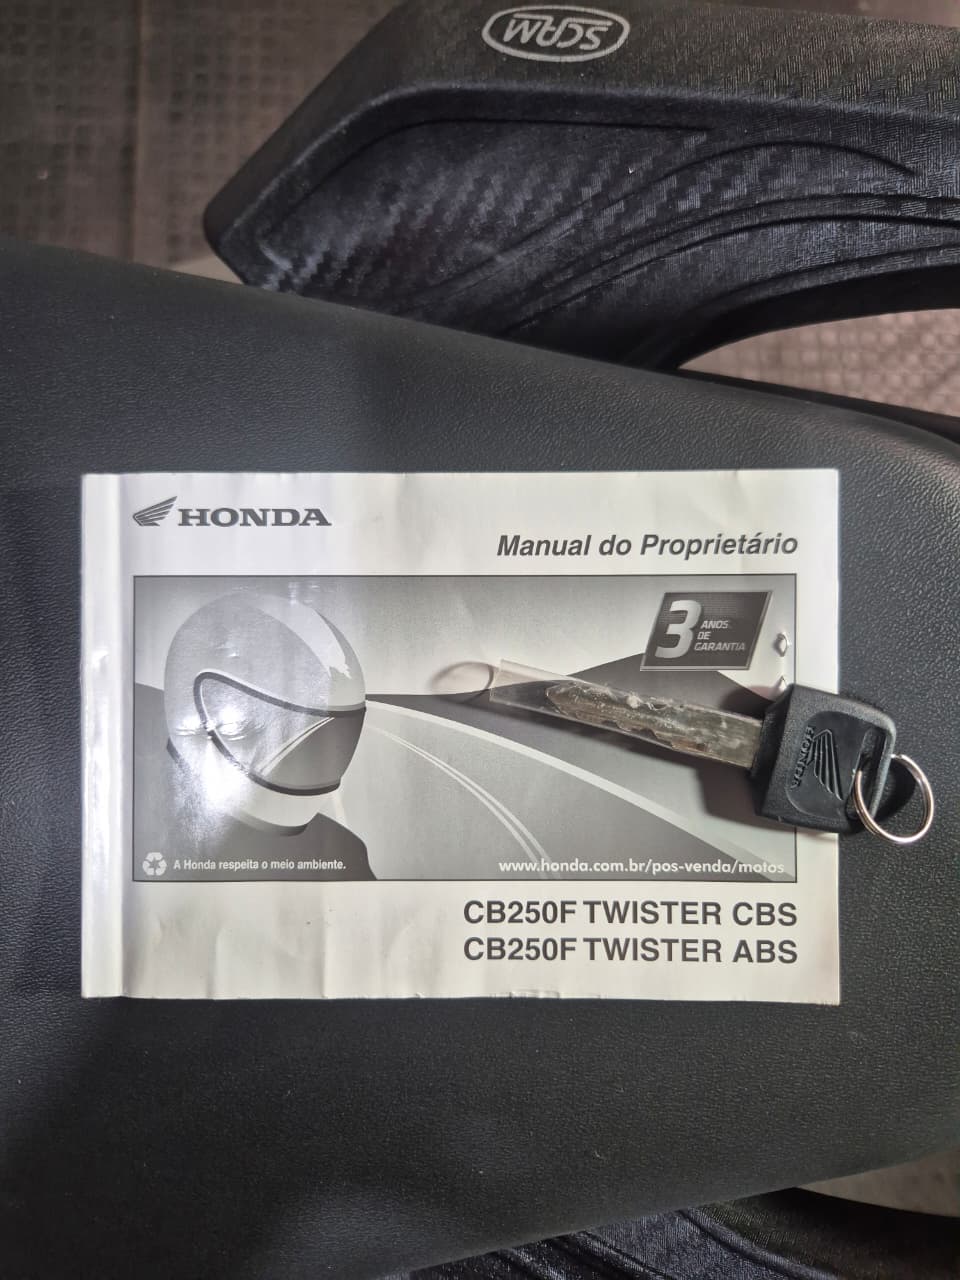 SCAM
HONDA
Manual do Proprietário
3 ANOS
DE
GARANTIA
HONDA
A Honda respeita o meio ambiente.
www.honda.com.br/pos-venda/motos
CB250F TWISTER CBS
CB250F TWISTER ABS